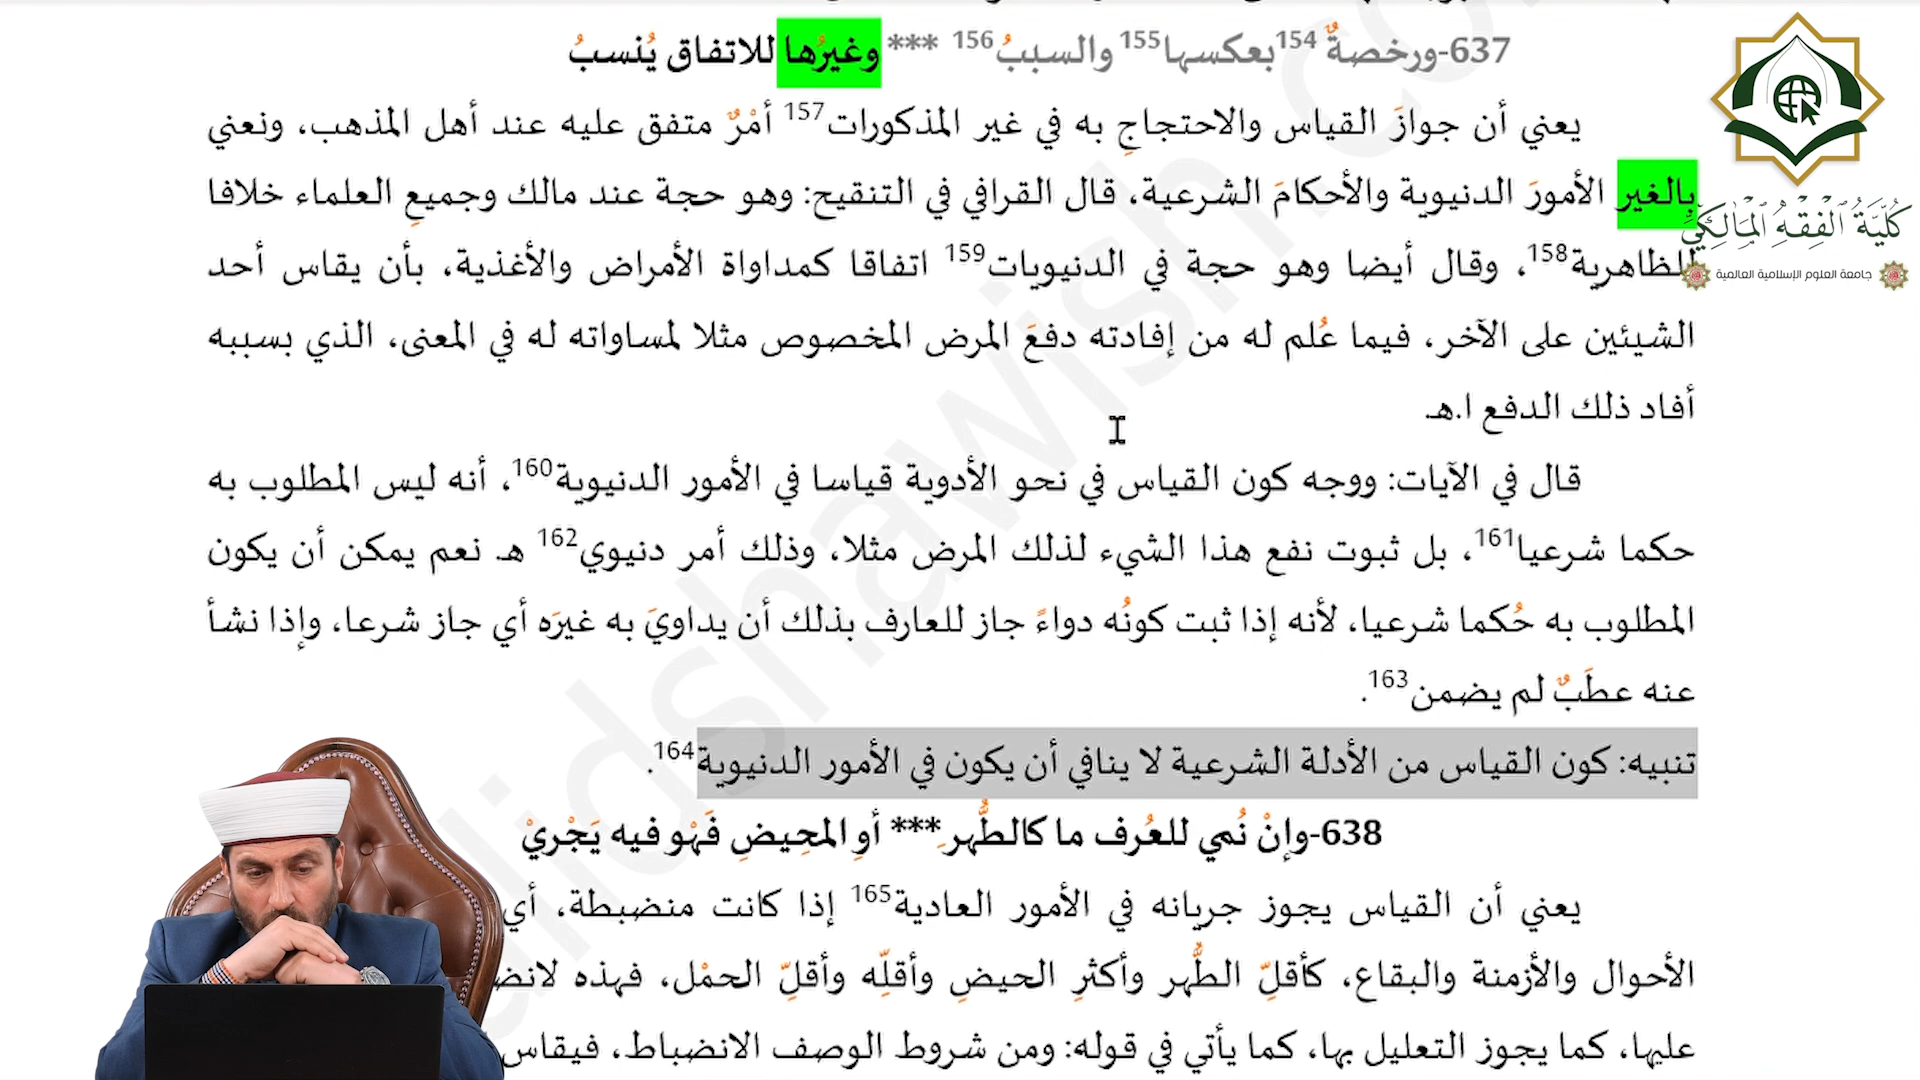 637-ورخصةٌ 154 بعكسها155 والسببُ156 *** وغيرُها للاتفاق يُنسبُ
يعني أن جوازَ القياس والاحتجاجِ به في غير المذكورات157 أمْرٌ متفق عليه عند أهل المذهب، ونعني
بالغير الأمورَ الدنيوية والأحكامَ الشرعية، قال القرافي في التنقيح: وهو حجة عند مالك وجميعِ العلماء خلافا
للظاهرية158، وقال أيضا وهو حجة في الدنيويات159 اتفاقا كمداواة الأمراض والأغذية، بأن يقاس أحد
الشيئين على الآخر، فيما عُلم له من إفادته دفعَ المرض المخصوص مثلا لمساواته له في المعنى، الذي بسببه
أفاد ذلك الدفع ا.هـ.
قال في الآيات: ووجه كون القياس في نحو الأدوية قياسا في الأمور الدنيوية160، أنه ليس المطلوب به
حكما شرعيا161، بل ثبوت نفع هذا الشيء لذلك المرض مثلا، وذلك أمر دنيوي162 هـ نعم يمكن أن يكون
المطلوب به حُكما شرعيا، لأنه إذا ثبت كونُه دواءً جاز للعارف بذلك أن يداويَ به غيرَه أي جاز شرعا، وإذا نشأ
عنه عطَبٌ لم يضمن163.
تنبيه: كون القياس من الأدلة الشرعية لا ينافي أن يكون في الأمور الدنيوية164.
638-وإنْ نُمي للعُرف ما كالطُّهرِ *** أوِ المحِيضِ فَهْو فيه يَجْريْ
يعني أن القياس يجوز جريانه في الأمور العادية165 إذا كانت منضبطة، أي
الأحوال والأزمنة والبقاع، كأقلِّ الطُّهر وأكثرِ الحيضِ وأقلِّه وأقلِّ الحمْل، فهذه
عليها، كما يجوز التعليل بها، كما يأتي في قوله: ومن شروط الوصف الانضباط، فيقاس
كُلِّيَّةُ الْفِقْهِ الْمَالِكِيِّ
جامعة العلوم الإسلامية العالمية